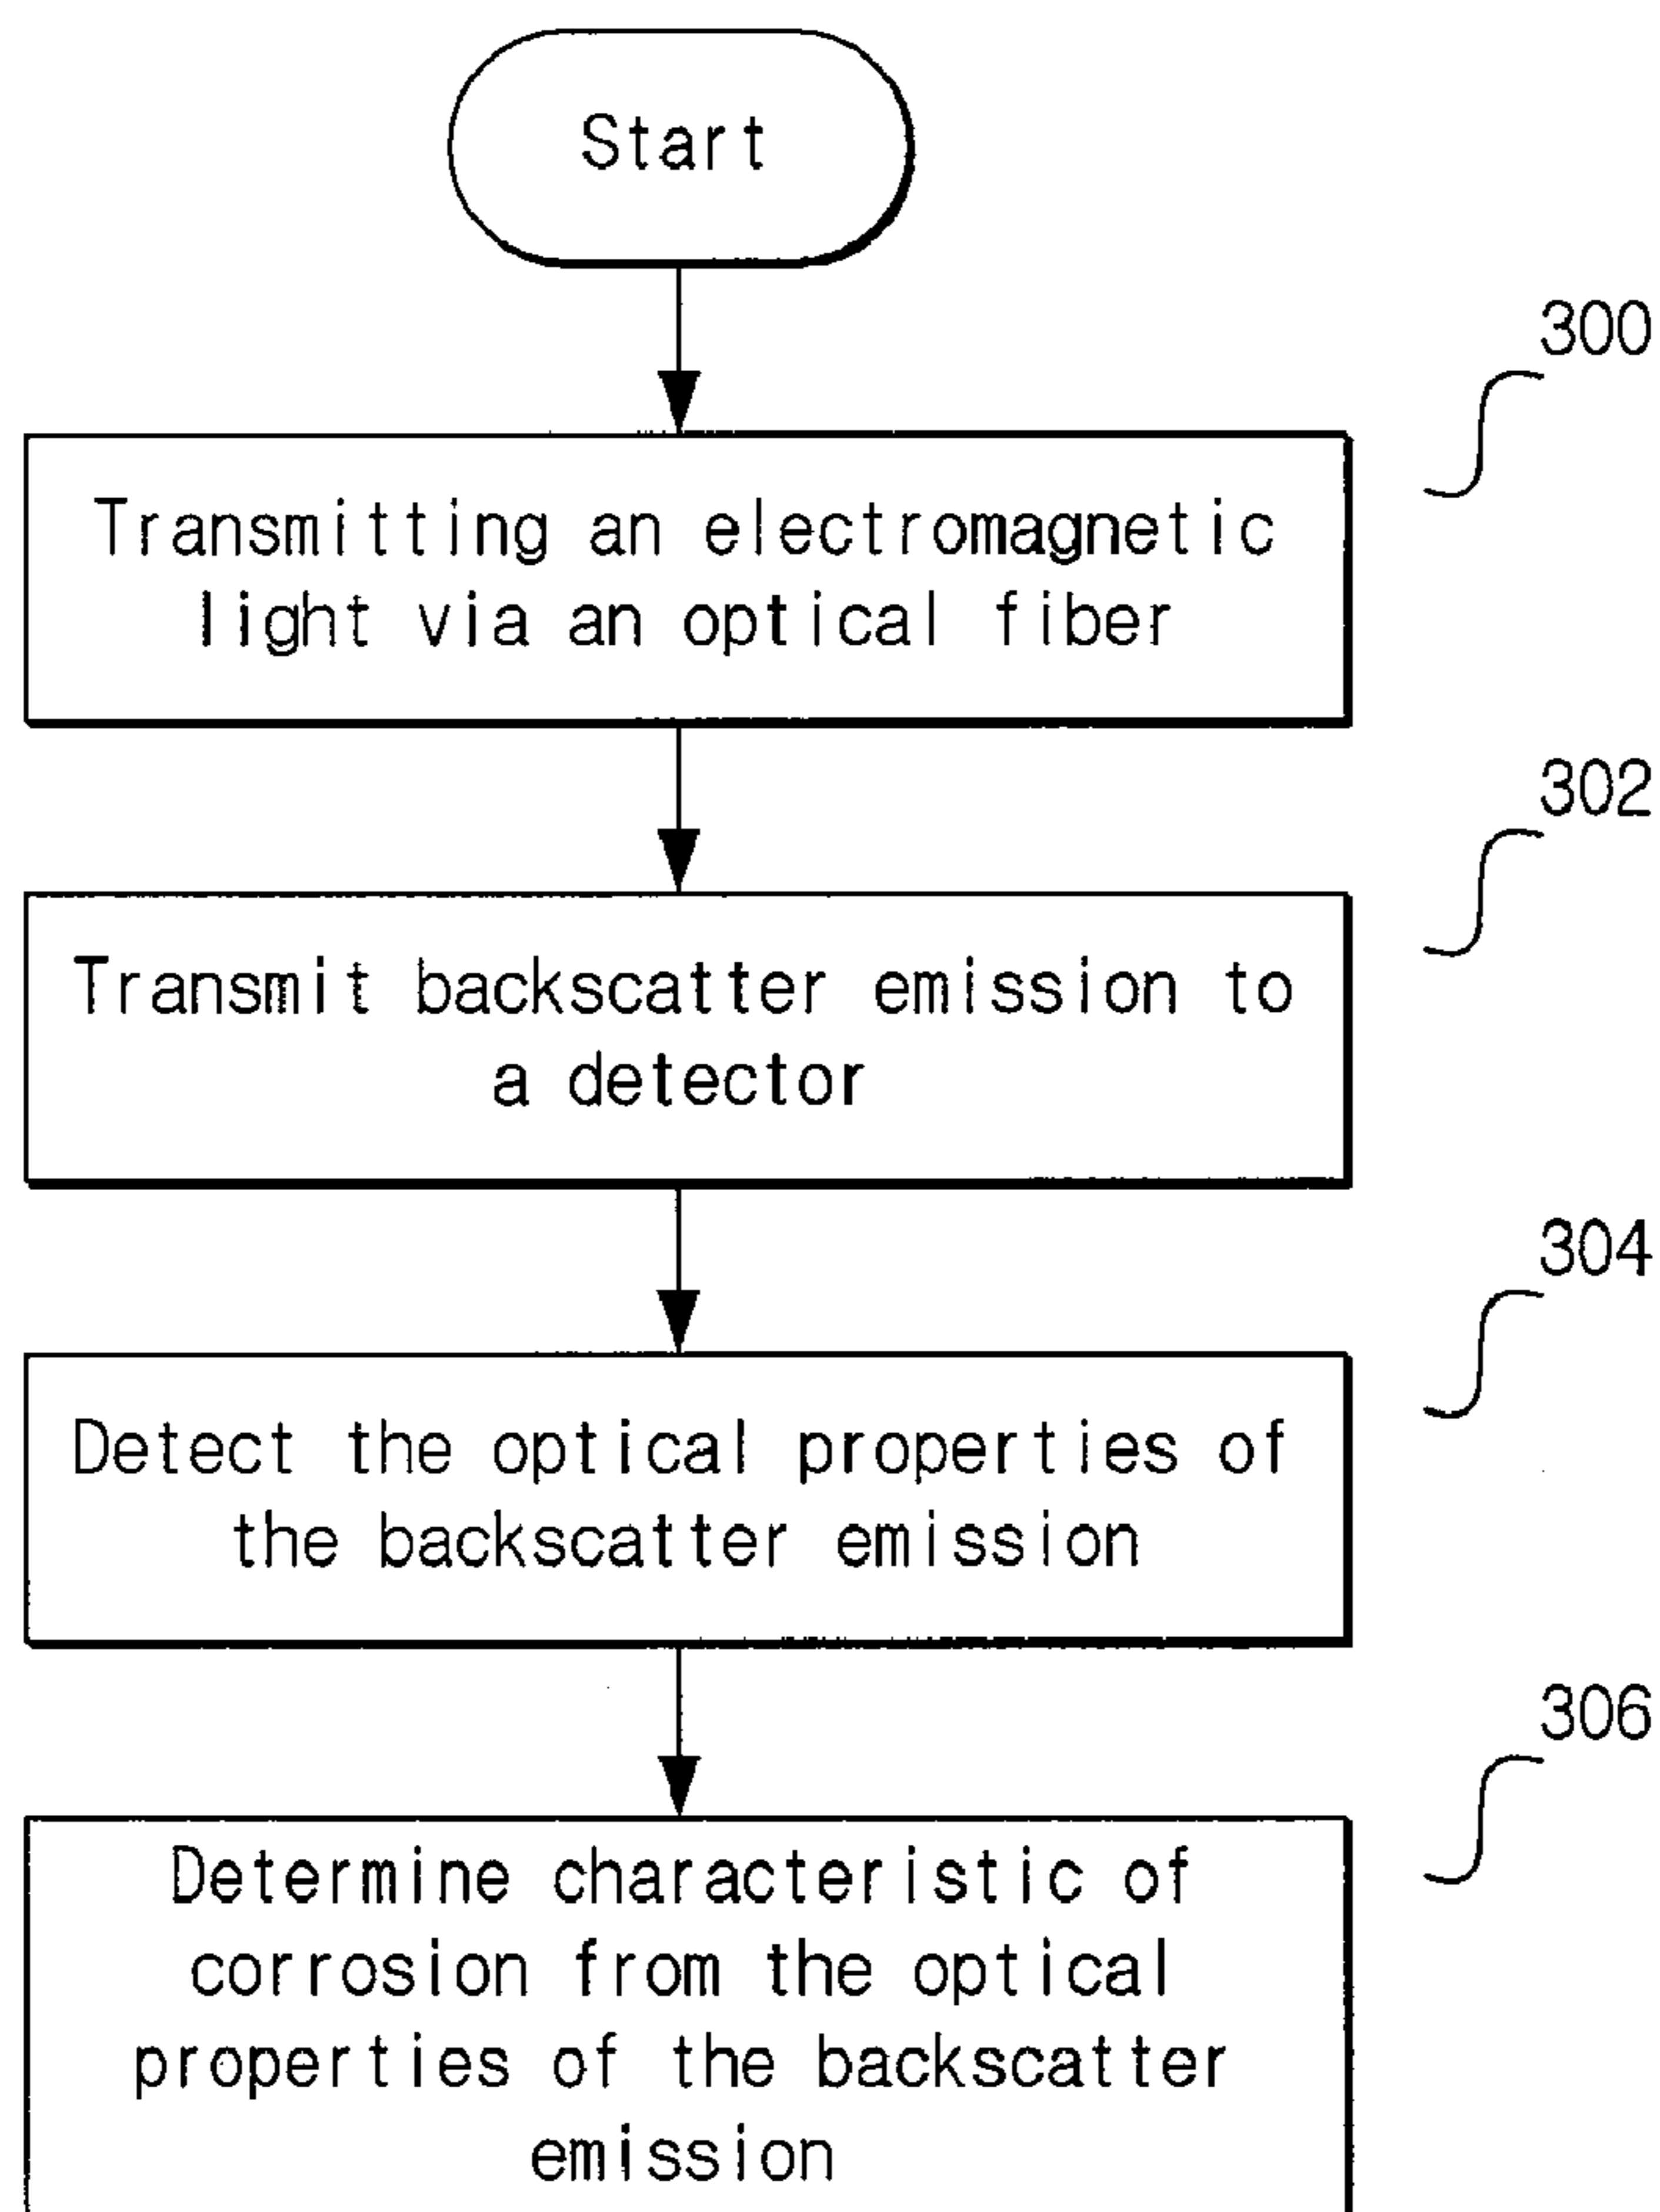 Start
300
Transmitting an electromagnetic
light via an optical fiber
302
Transmit backscatter emission to
a detector
304
Detect the optical properties of
the backscatter emission
306
Determine characteristic of
corrosion from the optical
properties of the backscatter
emission